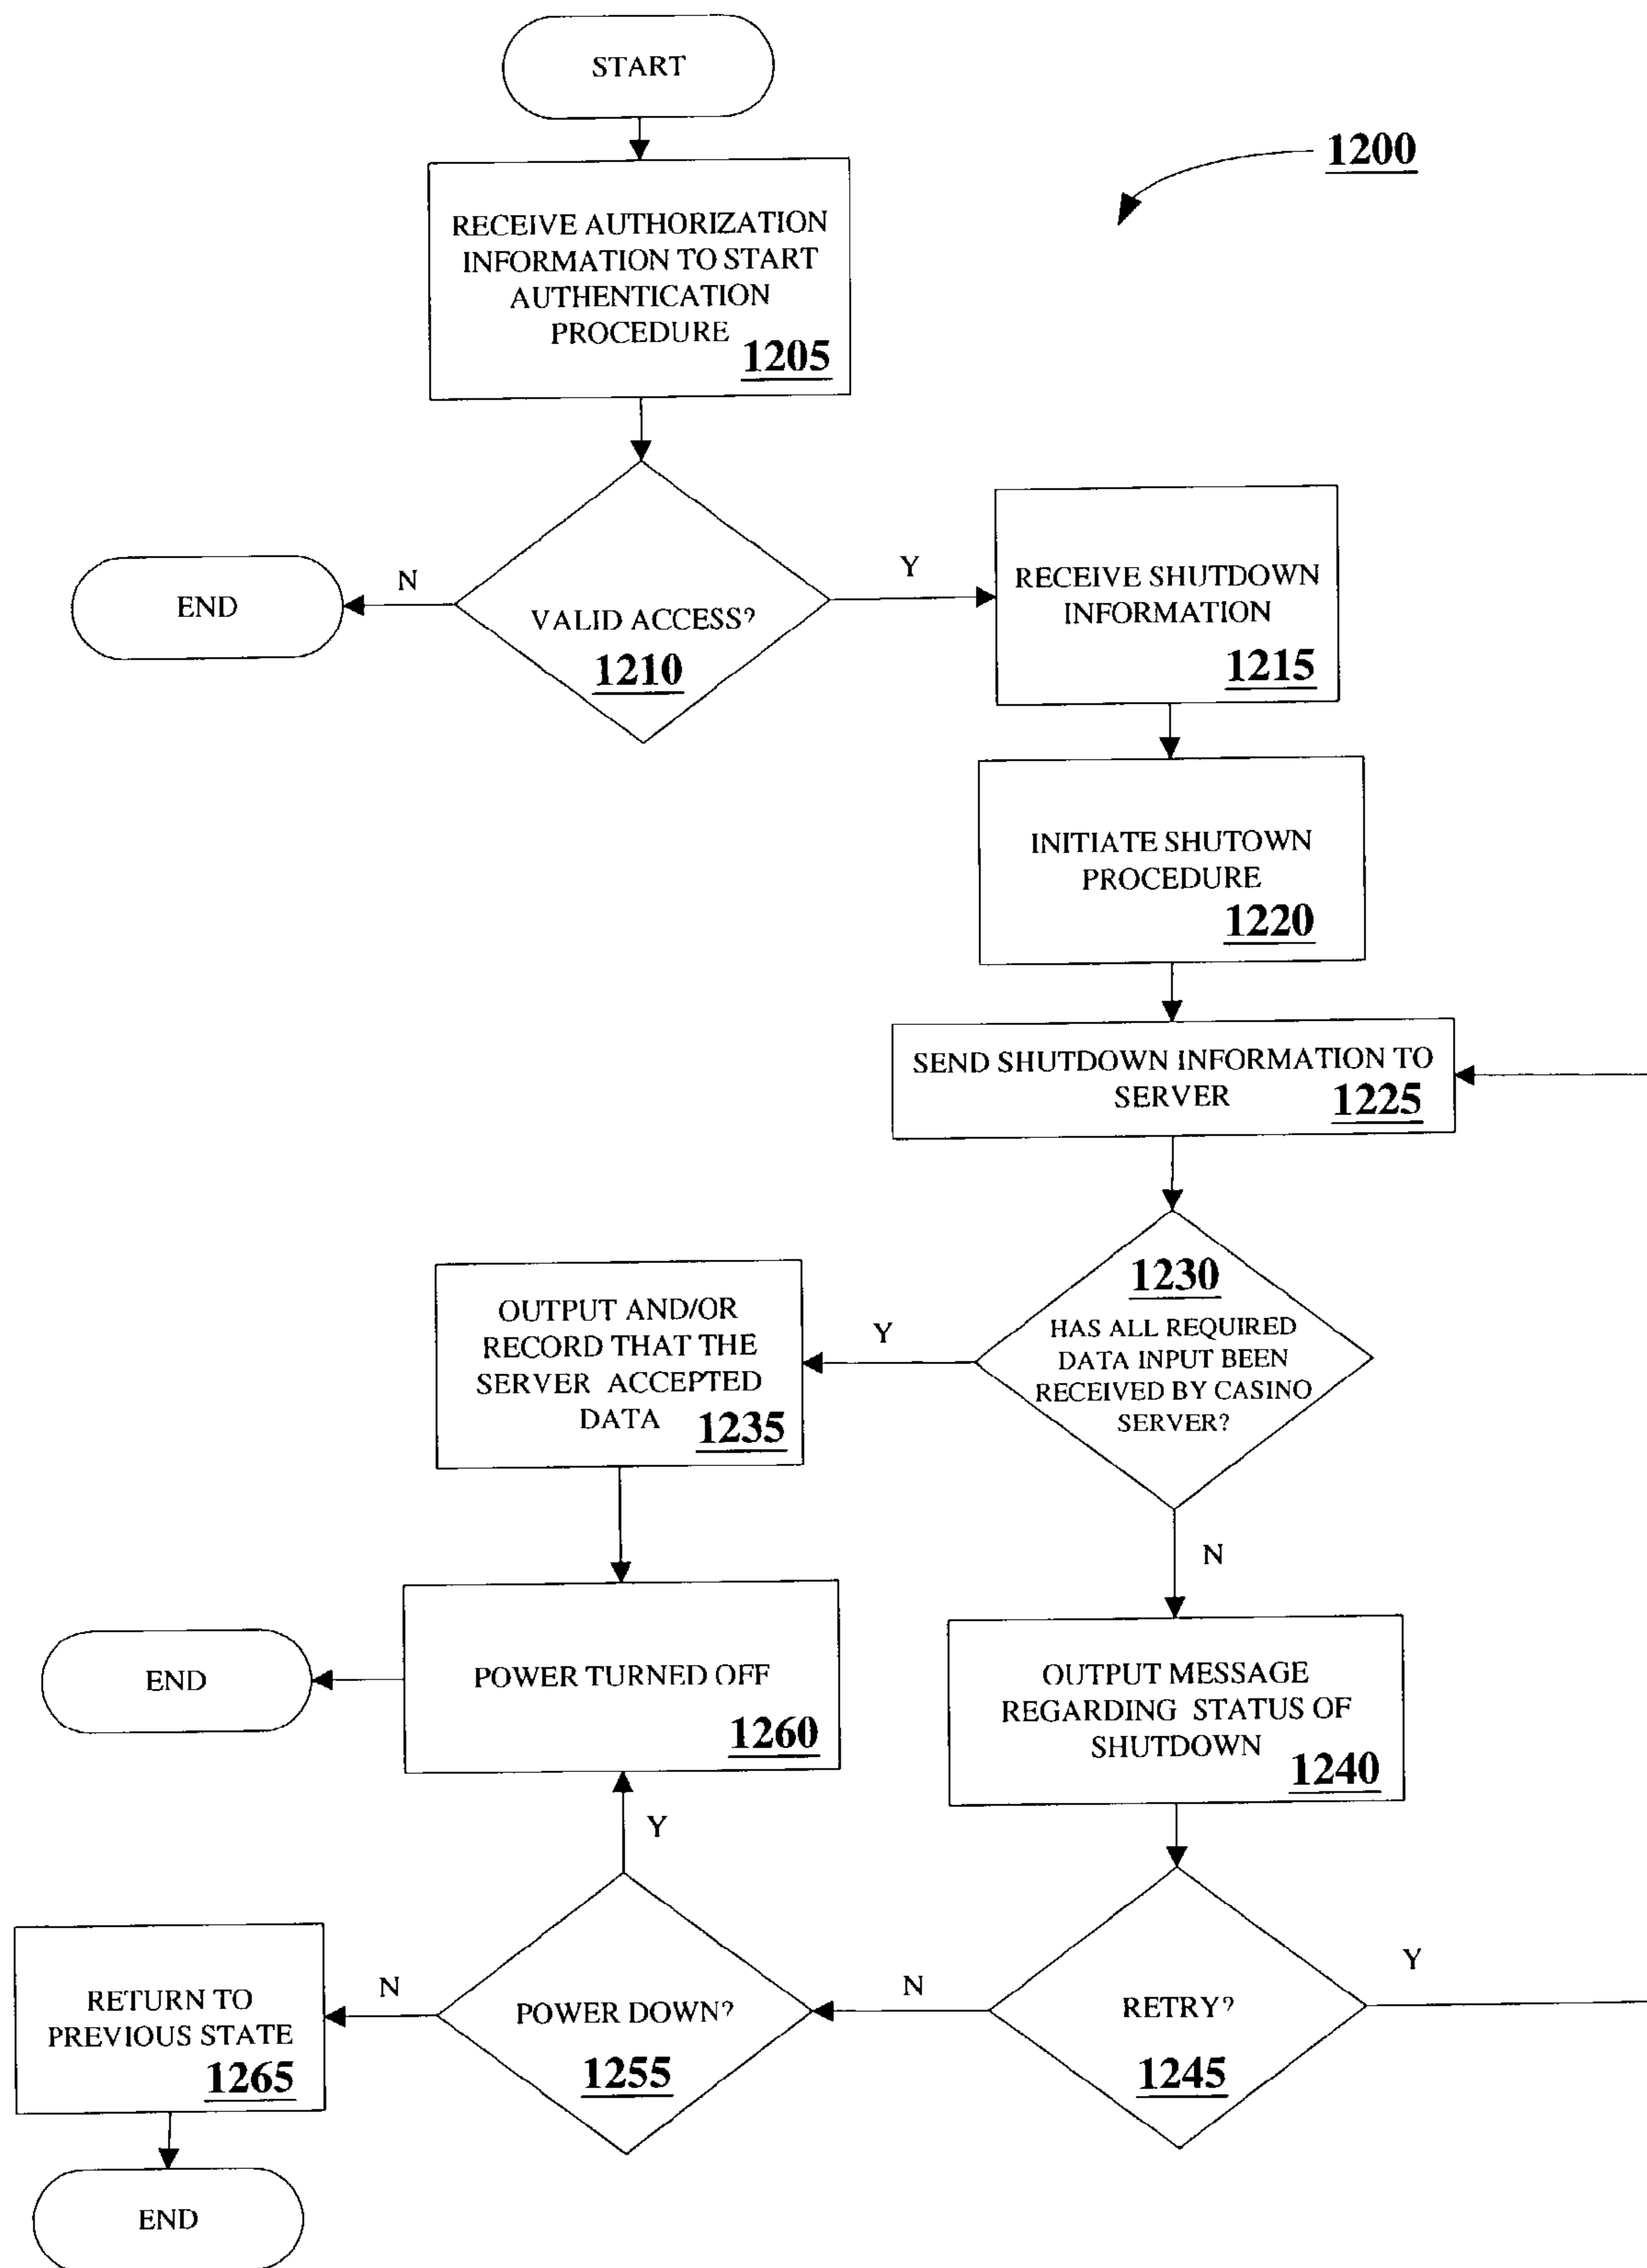 START
1200
RECEIVE AUTHORIZATION
INFORMATION TO START
AUTHENTICATION
PROCEDURE
1205
VALID ACCESS?
1210
N
END
Y
RECEIVE SHUTDOWN
INFORMATION
1215
INITIATE SHUTOWN
PROCEDURE
1220
SEND SHUTDOWN INFORMATION TO
SERVER
1225
1230
HAS ALL REQUIRED
DATA INPUT BEEN
RECEIVED BY CASINO
SERVER?
Y
OUTPUT AND/OR
RECORD THAT THE
SERVER ACCEPTED
DATA
1235
N
POWER TURNED OFF
1260
END
OUTPUT MESSAGE
REGARDING STATUS OF
SHUTDOWN
1240
Y
RETRY?
1245
Y
N
POWER DOWN?
1255
N
RETURN TO
PREVIOUS STATE
1265
END